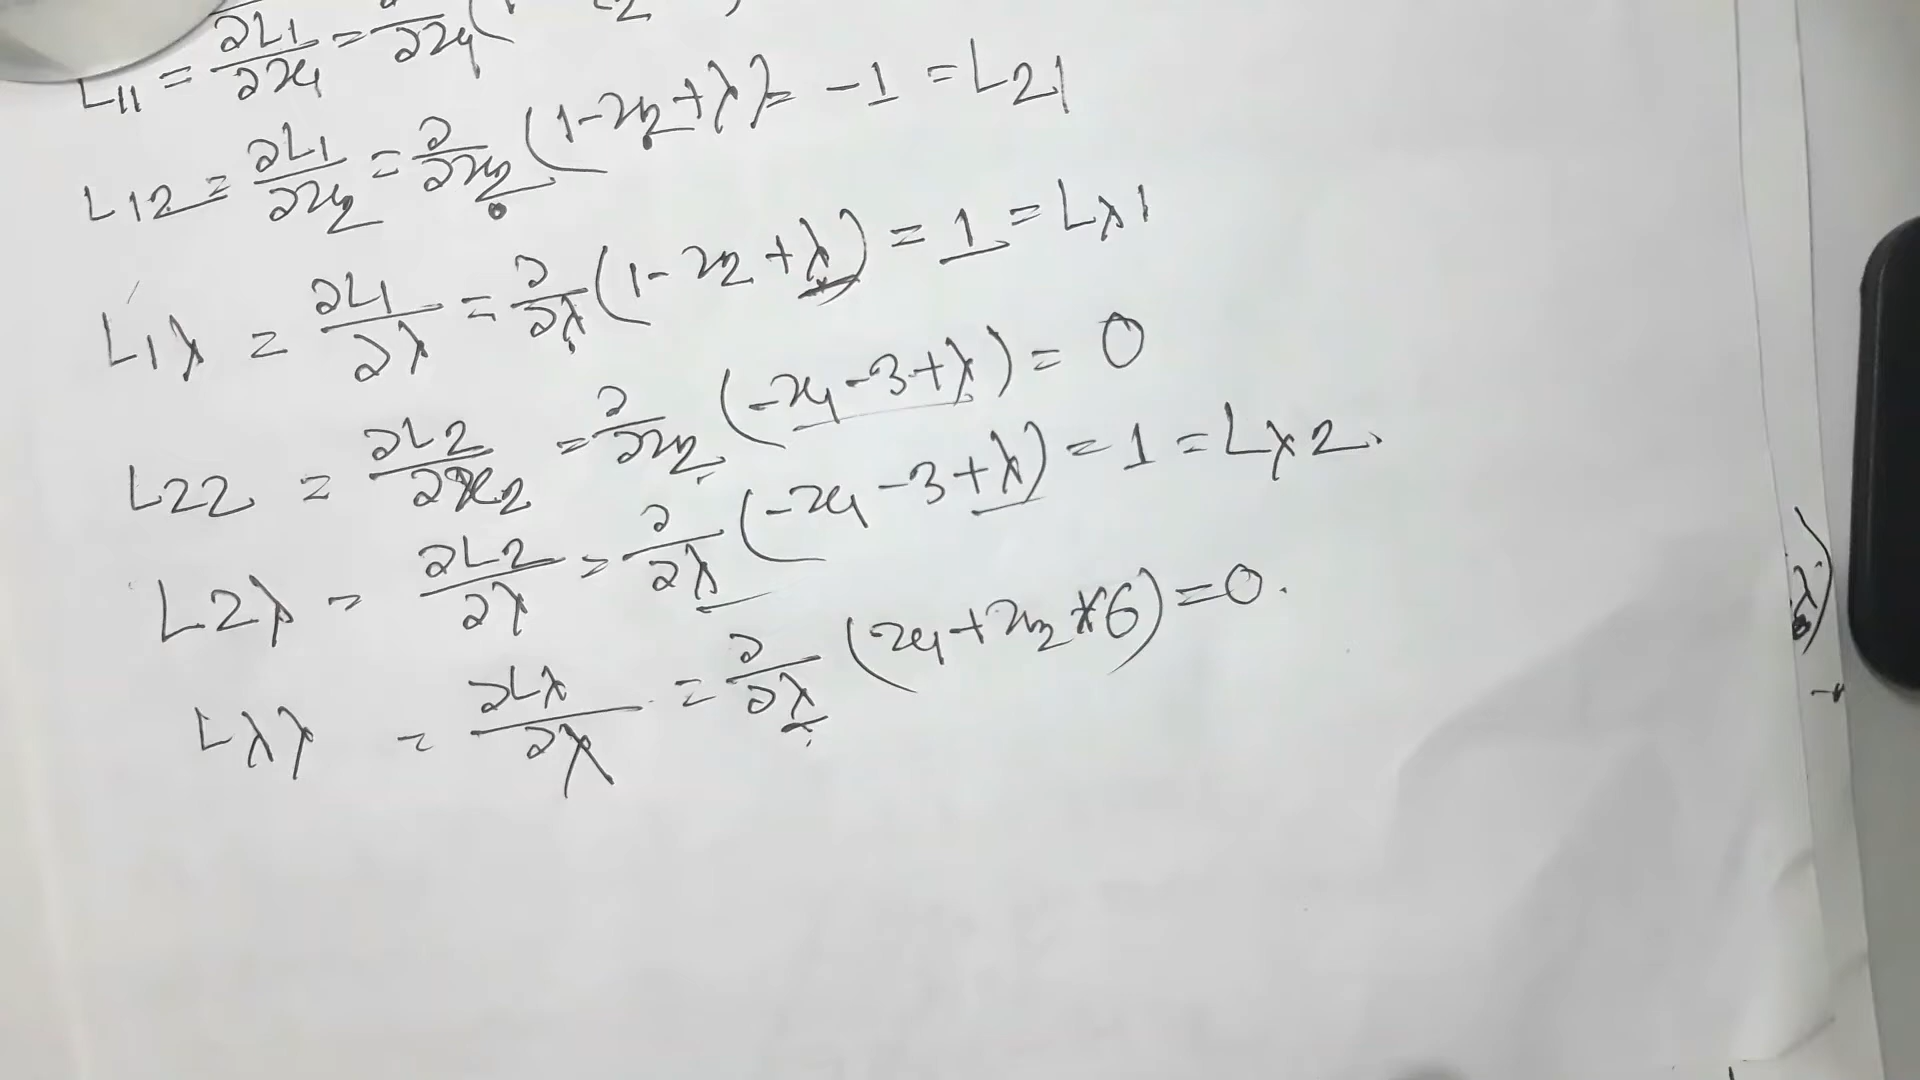 L11 = ∂L1/∂x1 = ∂/∂x1 (
L12 = ∂L1/∂x2 = ∂/∂x2 (1-x2+λ) = -1 = L21
L1λ = ∂L1/∂λ = ∂/∂λ (1-x2+λ) = 1 = Lλ1
L22 = ∂L2/∂x2 = ∂/∂x2 (-x1-3+λ) = 0
L2λ = ∂L2/∂λ = ∂/∂λ (-x1-3+λ) = 1 = Lλ2.
Lλλ = ∂Lλ/∂λ = ∂/∂λ (x1+x2 6) = 0.